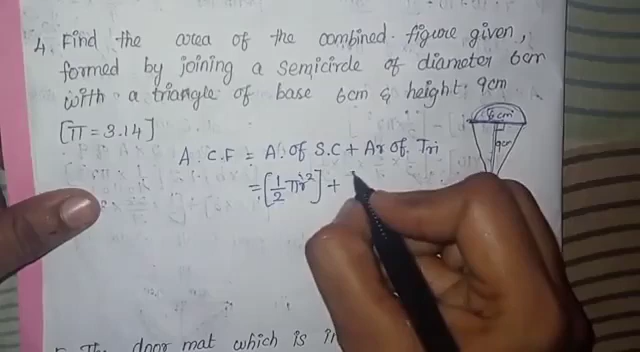 4. Find the area of the combined figure given,
formed by joining a semicircle of diameter 6cm
with a triangle of base 6cm & height 9cm
[π = 3.14]
6cm
9cm
A C.F = A. of S.C + Ar of. Tri
= [1/2 πr²] +
door mat which is